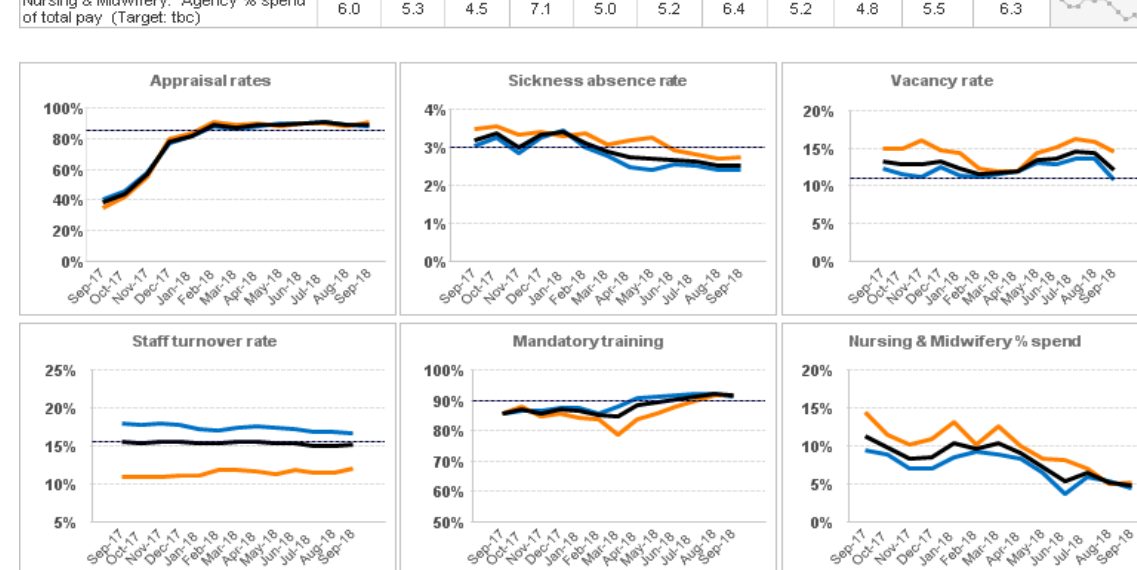 Nursing & Midwifery: Agency % spend
of total pay (Target: tbc)
6.0 5.3 4.5 7.1 5.0 5.2 6.4 5.2 4.8 5.5 6.3
Appraisal rates
100%
80%
60%
40%
20%
0%
Sep-17 Oct-17 Nov-17 Dec-17 Jan-18 Feb-18 Mar-18 Apr-18 May-18 Jun-18 Jul-18 Aug-18 Sep-18
Sickness absence rate
4%
3%
2%
1%
0%
Sep-17 Oct-17 Nov-17 Dec-17 Jan-18 Feb-18 Mar-18 Apr-18 May-18 Jun-18 Jul-18 Aug-18 Sep-18
Vacancy rate
20%
15%
10%
5%
0%
Sep-17 Oct-17 Nov-17 Dec-17 Jan-18 Feb-18 Mar-18 Apr-18 May-18 Jun-18 Jul-18 Aug-18 Sep-18
Staff turnover rate
25%
20%
15%
10%
5%
Sep-17 Oct-17 Nov-17 Dec-17 Jan-18 Feb-18 Mar-18 Apr-18 May-18 Jun-18 Jul-18 Aug-18 Sep-18
Mandatory training
100%
90%
80%
70%
60%
50%
Sep-17 Oct-17 Nov-17 Dec-17 Jan-18 Feb-18 Mar-18 Apr-18 May-18 Jun-18 Jul-18 Aug-18 Sep-18
Nursing & Midwifery % spend
20%
15%
10%
5%
0%
Sep-17 Oct-17 Nov-17 Dec-17 Jan-18 Feb-18 Mar-18 Apr-18 May-18 Jun-18 Jul-18 Aug-18 Sep-18